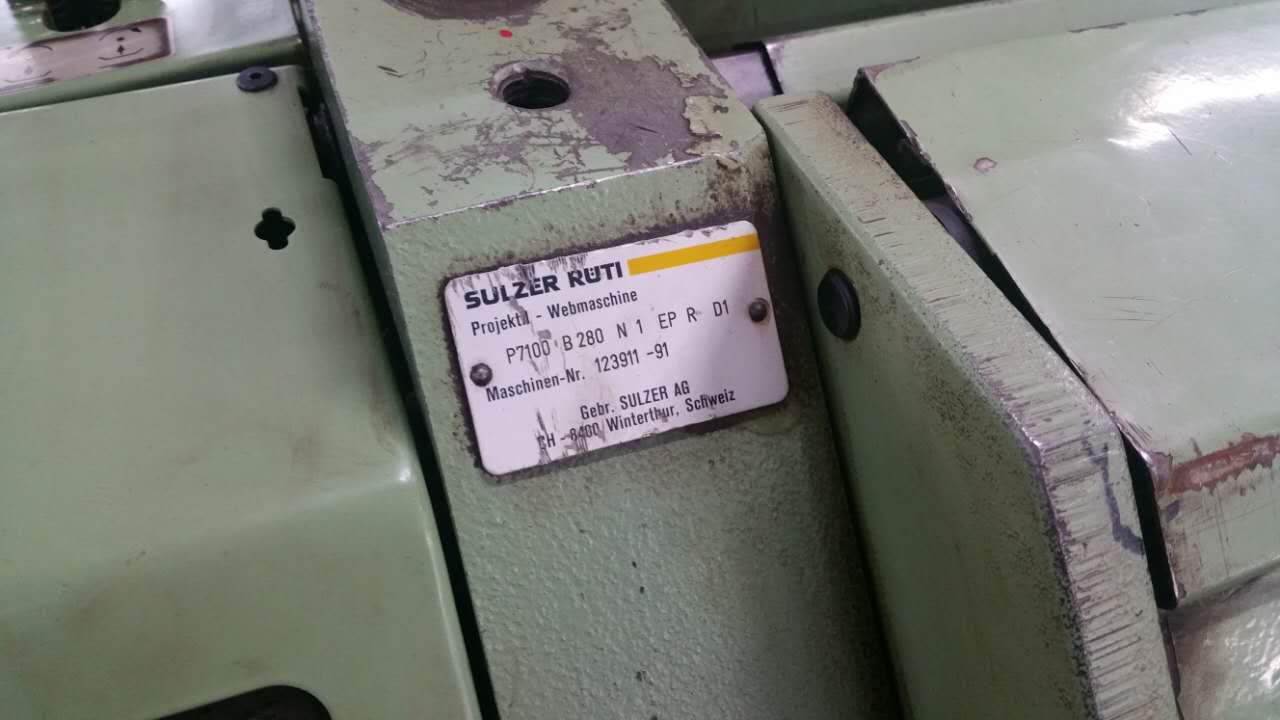 SULZER RÜTI
Projektil - Webmaschine
P7100 B 280 N 1 EP R D1
Maschinen-Nr. 123911 -91
Gebr. SULZER AG
CH - 8400 Winterthur, Schweiz